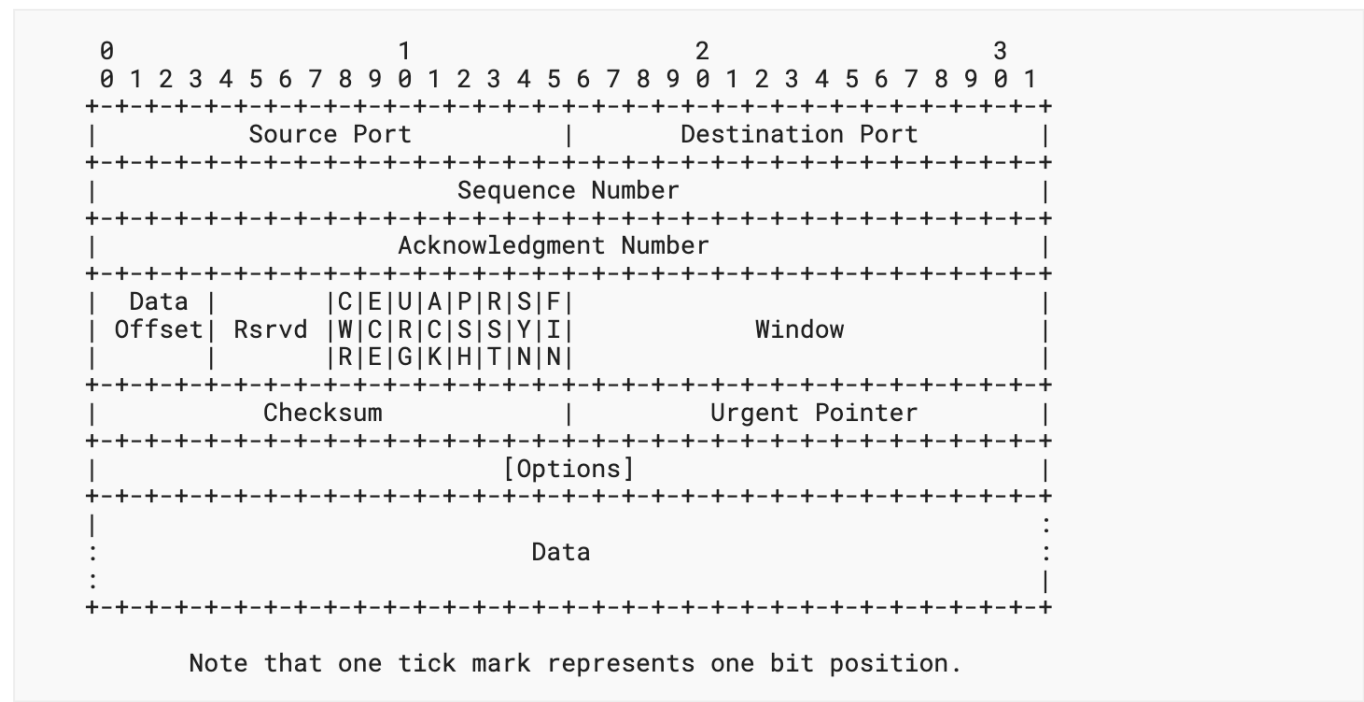 0                   1                   2                   3
 0 1 2 3 4 5 6 7 8 9 0 1 2 3 4 5 6 7 8 9 0 1 2 3 4 5 6 7 8 9 0 1
+-+-+-+-+-+-+-+-+-+-+-+-+-+-+-+-+-+-+-+-+-+-+-+-+-+-+-+-+-+-+-+-+
|          Source Port          |       Destination Port        |
+-+-+-+-+-+-+-+-+-+-+-+-+-+-+-+-+-+-+-+-+-+-+-+-+-+-+-+-+-+-+-+-+
|                        Sequence Number                        |
+-+-+-+-+-+-+-+-+-+-+-+-+-+-+-+-+-+-+-+-+-+-+-+-+-+-+-+-+-+-+-+-+
|                    Acknowledgment Number                      |
+-+-+-+-+-+-+-+-+-+-+-+-+-+-+-+-+-+-+-+-+-+-+-+-+-+-+-+-+-+-+-+-+
|  Data |       |C|E|U|A|P|R|S|F|                               |
| Offset| Rsrvd |W|C|R|C|S|S|Y|I|            Window             |
|       |       |R|E|G|K|H|T|N|N|                               |
+-+-+-+-+-+-+-+-+-+-+-+-+-+-+-+-+-+-+-+-+-+-+-+-+-+-+-+-+-+-+-+-+
|           Checksum            |         Urgent Pointer        |
+-+-+-+-+-+-+-+-+-+-+-+-+-+-+-+-+-+-+-+-+-+-+-+-+-+-+-+-+-+-+-+-+
|                           [Options]                           |
+-+-+-+-+-+-+-+-+-+-+-+-+-+-+-+-+-+-+-+-+-+-+-+-+-+-+-+-+-+-+-+-+
|                                                               :
:                             Data                              :
:                                                               |
+-+-+-+-+-+-+-+-+-+-+-+-+-+-+-+-+-+-+-+-+-+-+-+-+-+-+-+-+-+-+-+-+
Note that one tick mark represents one bit position.